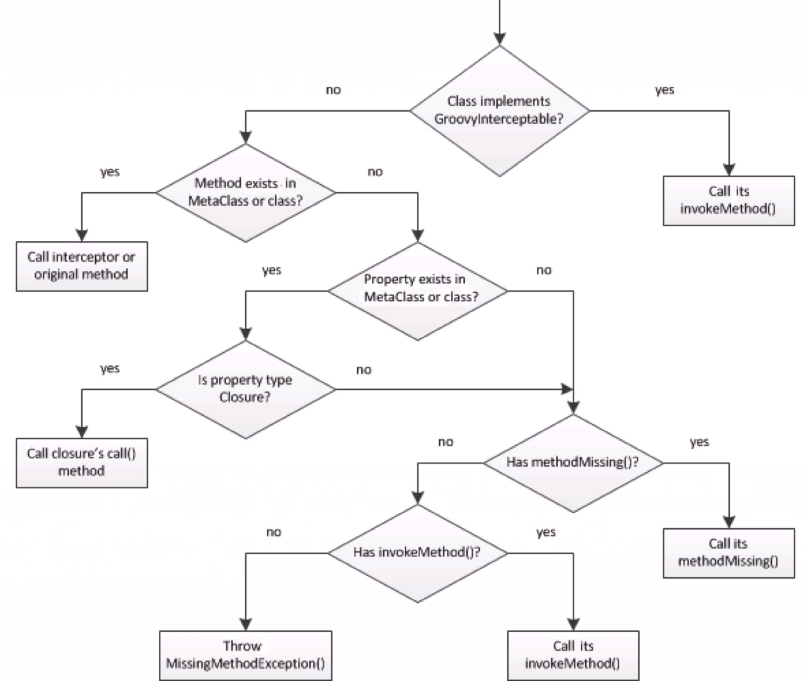 Class implements
GroovyInterceptable?
no
yes
Method exists in
MetaClass or class?
yes
no
Call its
invokeMethod()
Call interceptor or
original method
Property exists in
MetaClass or class?
yes
no
Is property type
Closure?
yes
no
Call closure's call()
method
Has methodMissing()?
no
yes
Call its
methodMissing()
Has invokeMethod()?
no
yes
Throw
MissingMethodException()
Call its
invokeMethod()